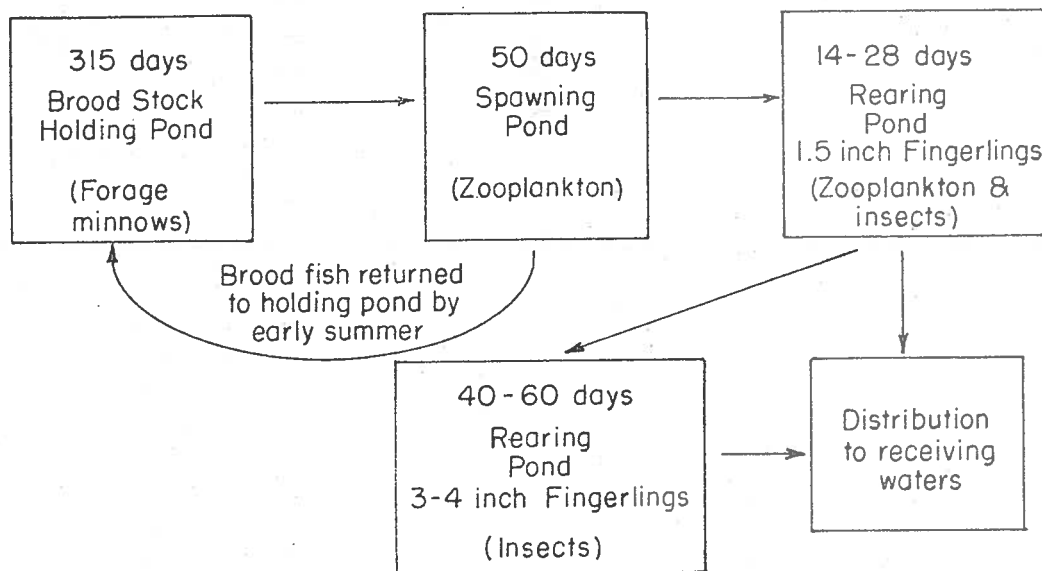 315 days
Brood Stock
Holding Pond
(Forage
minnows)
50 days
Spawning
Pond
(Zooplankton)
14-28 days
Rearing
Pond
1.5 inch Fingerlings
(Zooplankton &
insects)
Brood fish returned
to holding pond by
early summer
40-60 days
Rearing
Pond
3-4 inch Fingerlings
(Insects)
Distribution
to receiving
waters